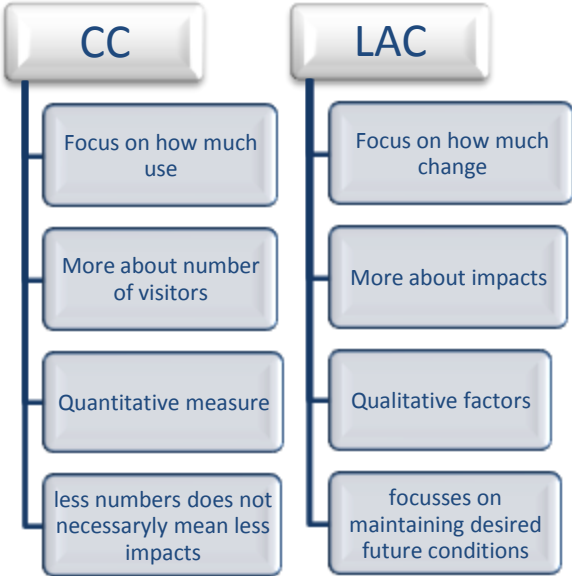 CC
Focus on how much
use
More about number
of visitors
Quantitative measure
less numbers does not
necessaryly mean less
impacts
LAC
Focus on how much
change
More about impacts
Qualitative factors
focusses on
maintaining desired
future conditions